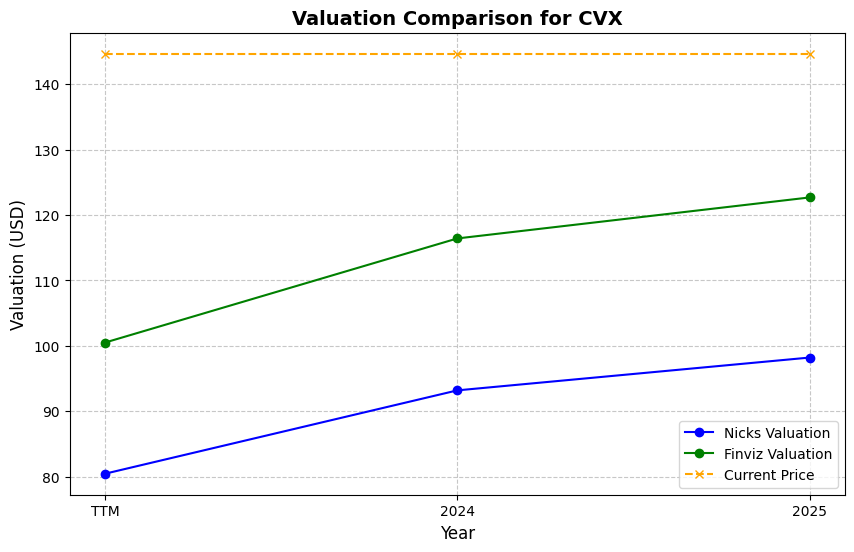 Valuation Comparison for CVX
Valuation (USD)
140
130
120
110
100
90
80
TTM
2024
2025
Year
Nicks Valuation
Finviz Valuation
Current Price